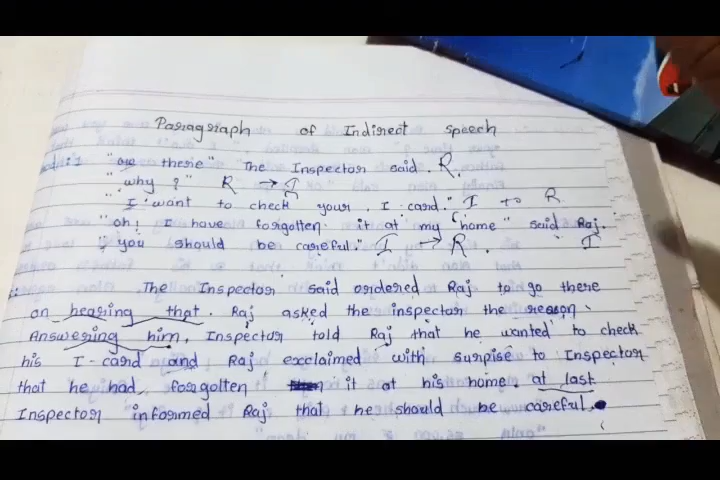 Paragraph of Indirect speech
"are there" The Inspector said. R.
"why?" R → I
"I want to check your I-card." I to R
"oh! I have forgotten it at my home" said Raj.
"you should be careful." I → R. I
The Inspector said ordered Raj to go there
on hearing that. Raj asked the inspector the reason.
Answering him, Inspector told Raj that he wanted to check
his I-card and Raj exclaimed with surpise to Inspector
that he had forgotten it at his home at last
Inspector informed Raj that he should be careful.